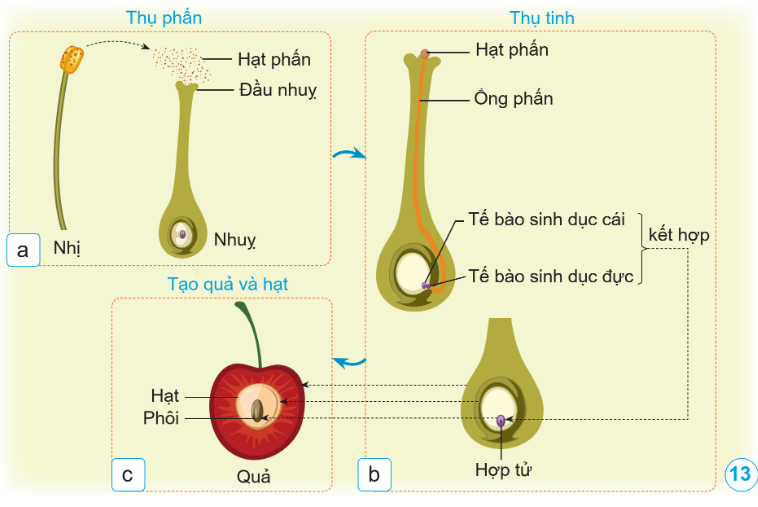 Thụ phấn
Hạt phấn
Đầu nhuỵ
Nhị
Nhuỵ
a
Thụ tinh
Hạt phấn
Ống phấn
Tế bào sinh dục cái
kết hợp
Tế bào sinh dục đực
Hợp tử
b
Tạo quả và hạt
Hạt
Phôi
Quả
c
13